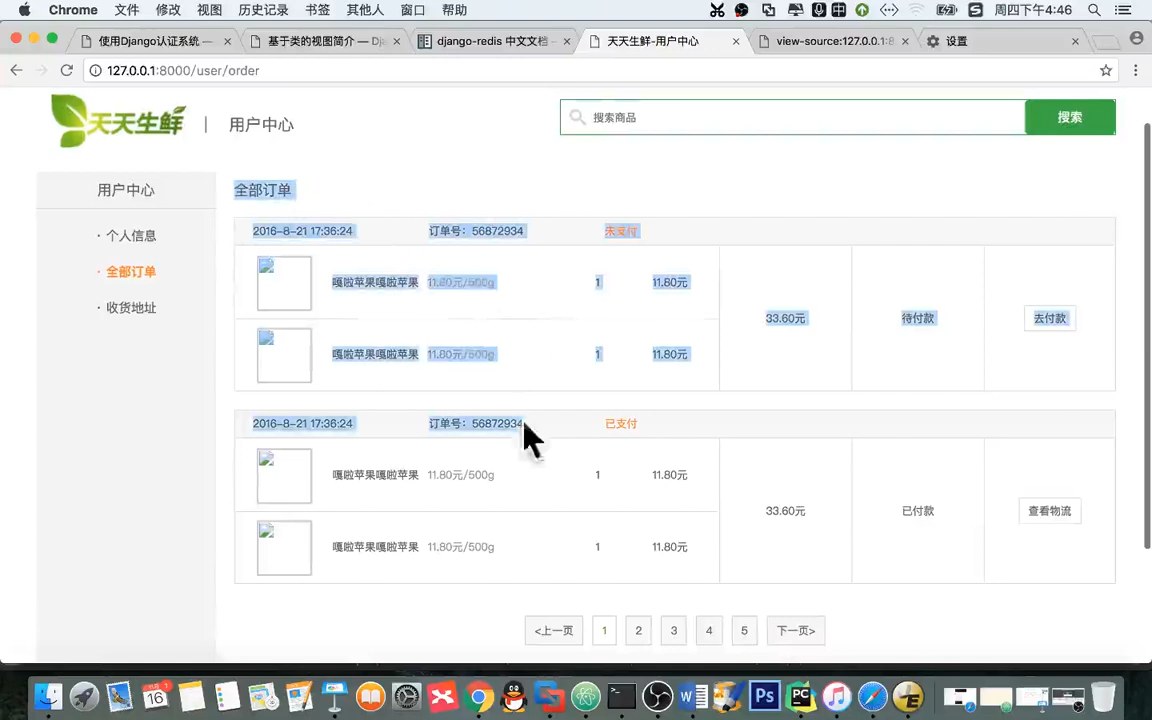 Chrome 文件 修改 视图 历史记录 书签 其他人 窗口 帮助 周四下午4:46
使用Django认证系统 — 基于类的视图简介 — Dj django-redis 中文文档 天天生鲜-用户中心 view-source:127.0.0.1:8 设置
127.0.0.1:8000/user/order
天天生鲜 | 用户中心 搜索商品 搜索
用户中心
· 个人信息
· 全部订单
· 收货地址
全部订单
2016-8-21 17:36:24 订单号：56872934 未支付
嘎啦苹果嘎啦苹果 11.80元/500g 1 11.80元
33.60元 待付款 去付款
嘎啦苹果嘎啦苹果 11.80元/500g 1 11.80元
2016-8-21 17:36:24 订单号：56872934 已支付
嘎啦苹果嘎啦苹果 11.80元/500g 1 11.80元
33.60元 已付款 查看物流
嘎啦苹果嘎啦苹果 11.80元/500g 1 11.80元
<上一页 1 2 3 4 5 下一页>
16 W Ps PC